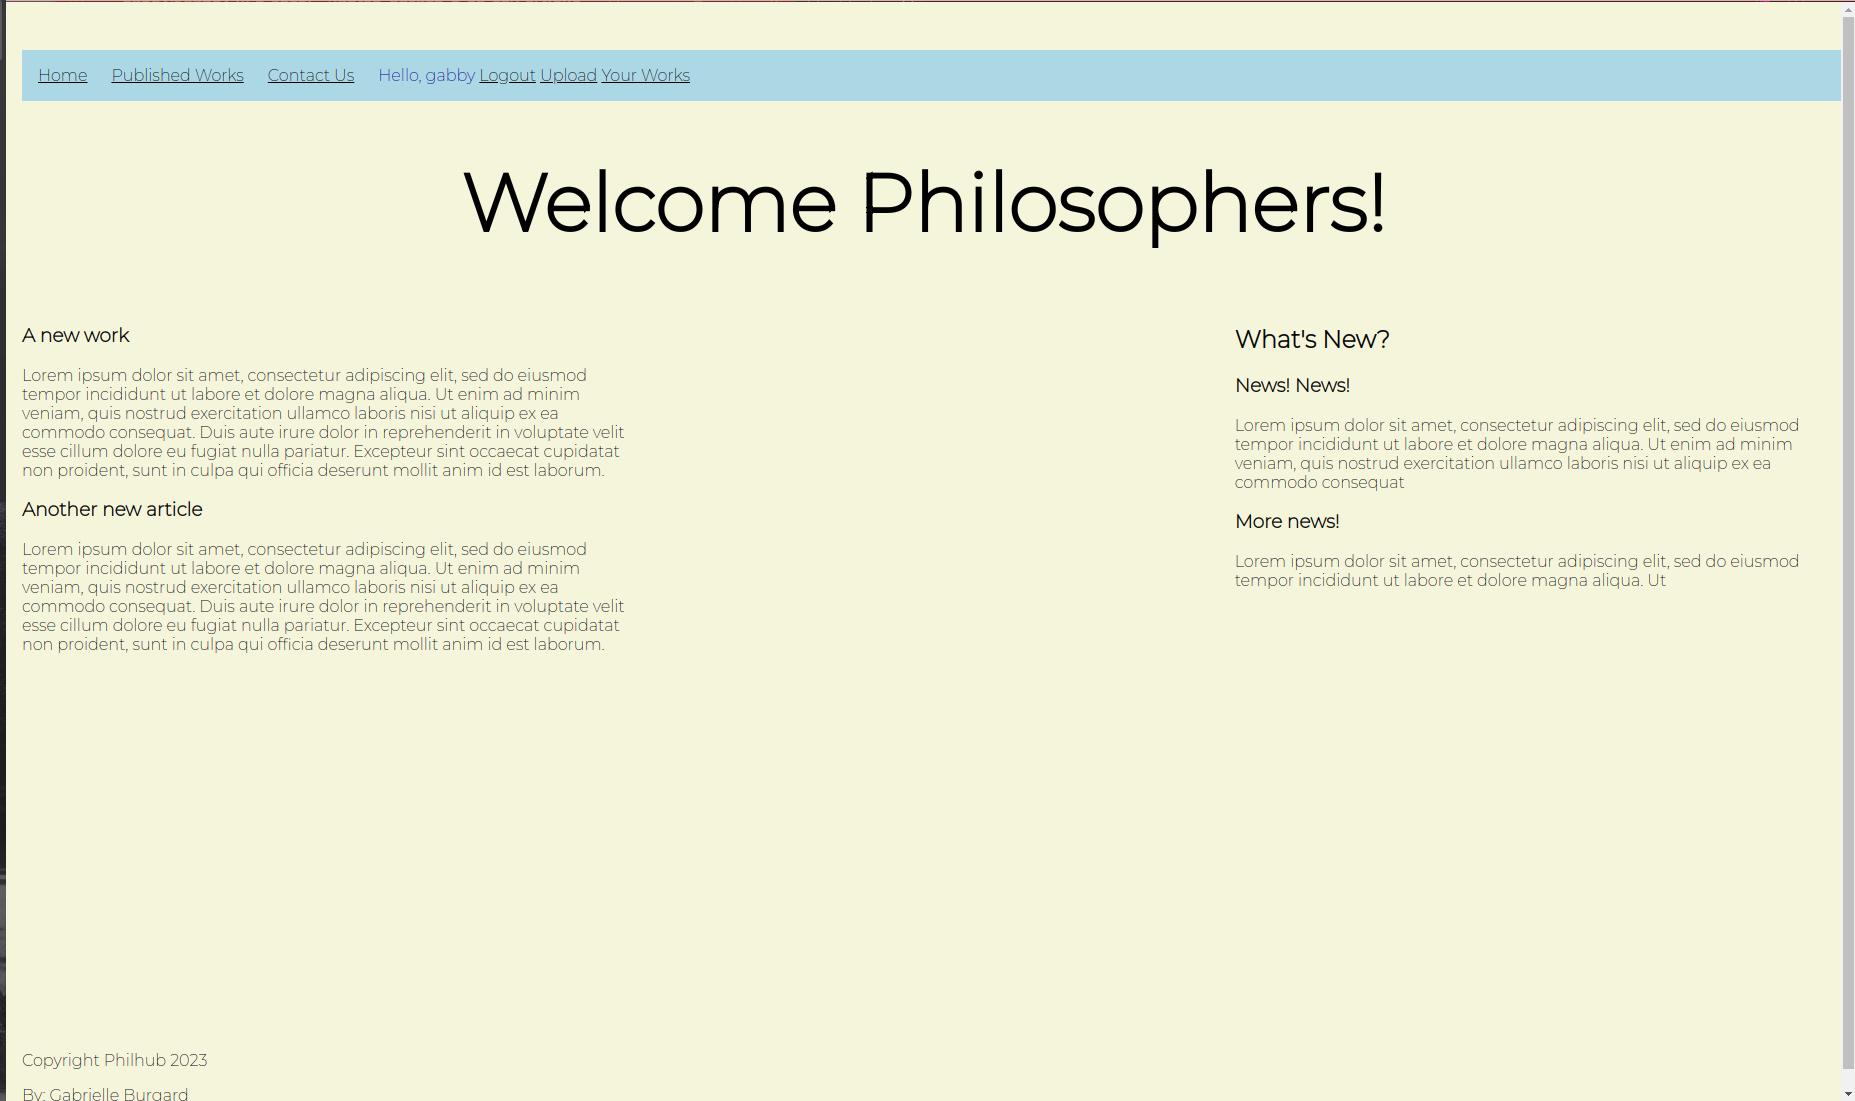 Home Published Works Contact Us Hello, gabby Logout Upload Your Works
Welcome Philosophers!
A new work
Lorem ipsum dolor sit amet, consectetur adipiscing elit, sed do eiusmod
tempor incididunt ut labore et dolore magna aliqua. Ut enim ad minim
veniam, quis nostrud exercitation ullamco laboris nisi ut aliquip ex ea
commodo consequat. Duis aute irure dolor in reprehenderit in voluptate velit
esse cillum dolore eu fugiat nulla pariatur. Excepteur sint occaecat cupidatat
non proident, sunt in culpa qui officia deserunt mollit anim id est laborum.
Another new article
Lorem ipsum dolor sit amet, consectetur adipiscing elit, sed do eiusmod
tempor incididunt ut labore et dolore magna aliqua. Ut enim ad minim
veniam, quis nostrud exercitation ullamco laboris nisi ut aliquip ex ea
commodo consequat. Duis aute irure dolor in reprehenderit in voluptate velit
esse cillum dolore eu fugiat nulla pariatur. Excepteur sint occaecat cupidatat
non proident, sunt in culpa qui officia deserunt mollit anim id est laborum.
What's New?
News! News!
Lorem ipsum dolor sit amet, consectetur adipiscing elit, sed do eiusmod
tempor incididunt ut labore et dolore magna aliqua. Ut enim ad minim
veniam, quis nostrud exercitation ullamco laboris nisi ut aliquip ex ea
commodo consequat
More news!
Lorem ipsum dolor sit amet, consectetur adipiscing elit, sed do eiusmod
tempor incididunt ut labore et dolore magna aliqua. Ut
Copyright Philhub 2023
By: Gabrielle Burgard